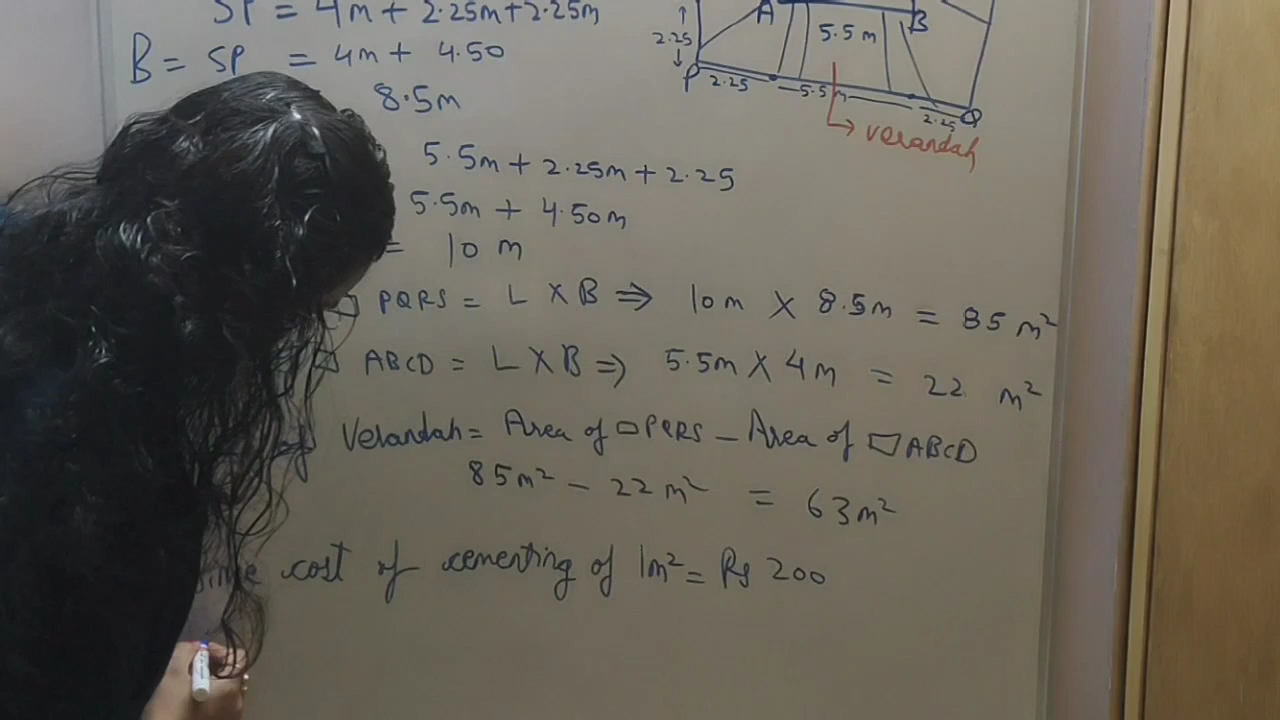 SP = 4m + 2.25m+2.25m
B = SP = 4m + 4.50
8.5m
5.5m + 2.25m + 2.25
5.5m + 4.50m
= 10 m
□ PQRS = L × B ⇒ 10m × 8.5m = 85 m²
□ ABCD = L × B ⇒ 5.5m × 4m = 22 m²
of Verandah = Area of □PQRS – Area of □ABCD
85m² – 22m² = 63m²
cost of cementing of 1m² = Rs 200
A
B
5.5 m
2.25
P
2.25
5.5m
2.25
Q
verandah